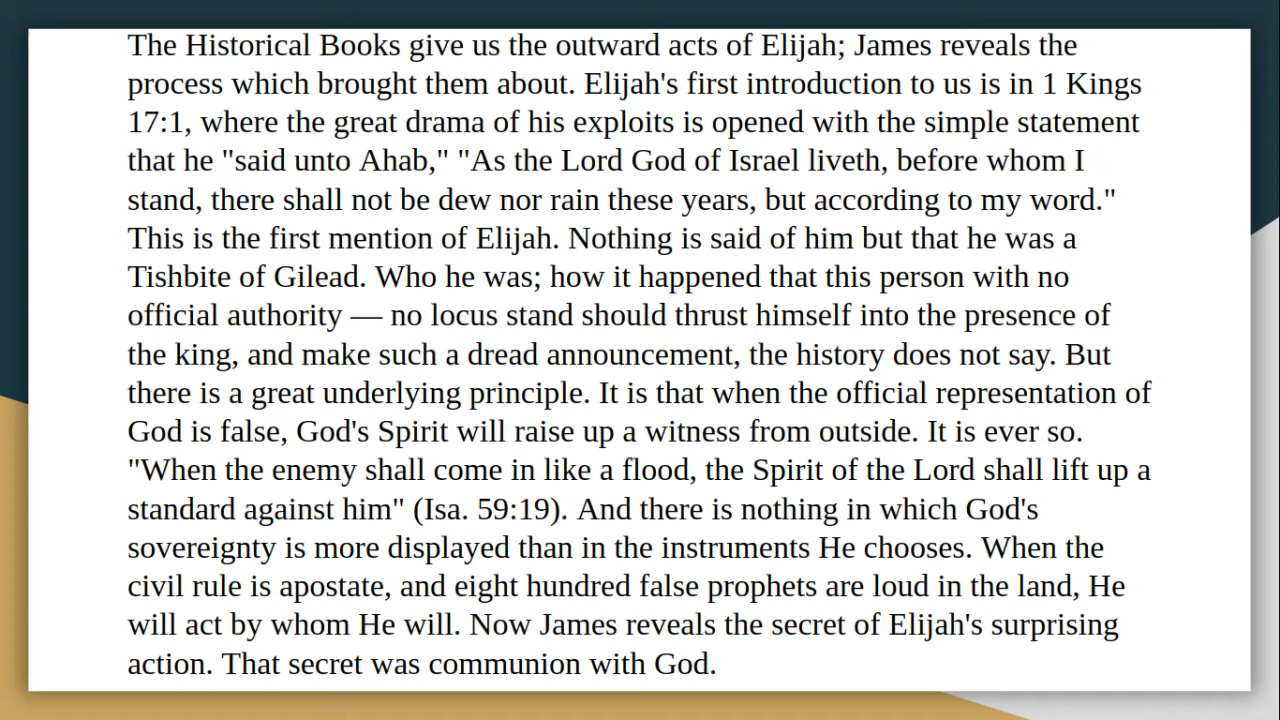 The Historical Books give us the outward acts of Elijah; James reveals the
process which brought them about. Elijah's first introduction to us is in 1 Kings
17:1, where the great drama of his exploits is opened with the simple statement
that he "said unto Ahab," "As the Lord God of Israel liveth, before whom I
stand, there shall not be dew nor rain these years, but according to my word."
This is the first mention of Elijah. Nothing is said of him but that he was a
Tishbite of Gilead. Who he was; how it happened that this person with no
official authority — no locus stand should thrust himself into the presence of
the king, and make such a dread announcement, the history does not say. But
there is a great underlying principle. It is that when the official representation of
God is false, God's Spirit will raise up a witness from outside. It is ever so.
"When the enemy shall come in like a flood, the Spirit of the Lord shall lift up a
standard against him" (Isa. 59:19). And there is nothing in which God's
sovereignty is more displayed than in the instruments He chooses. When the
civil rule is apostate, and eight hundred false prophets are loud in the land, He
will act by whom He will. Now James reveals the secret of Elijah's surprising
action. That secret was communion with God.